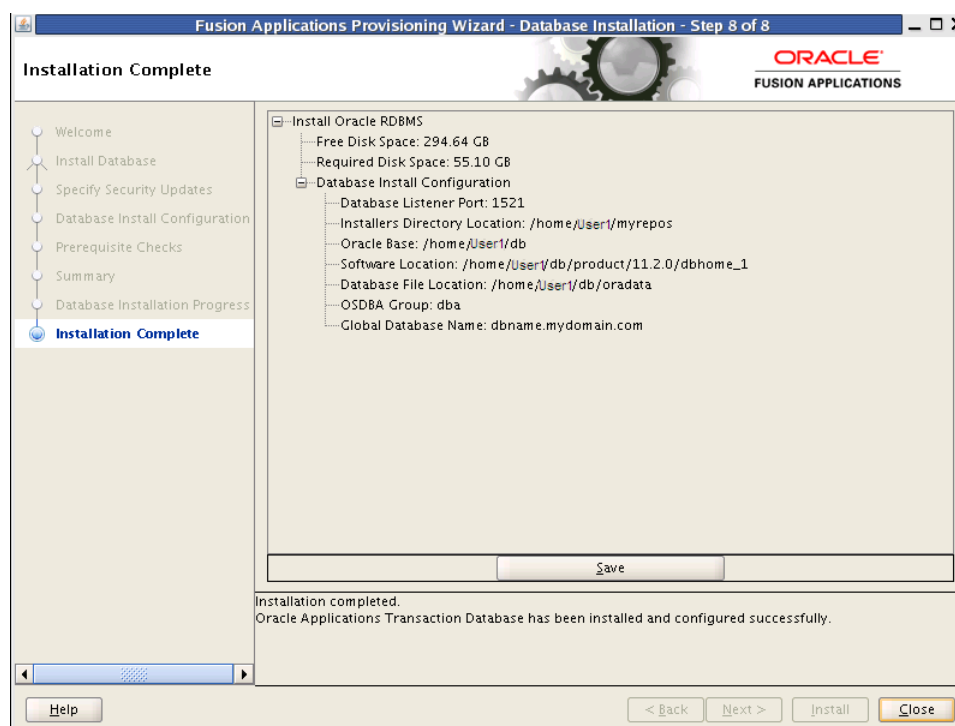 Fusion Applications Provisioning Wizard - Database Installation - Step 8 of 8
Installation Complete
ORACLE
FUSION APPLICATIONS
Welcome
Install Database
Specify Security Updates
Database Install Configuration
Prerequisite Checks
Summary
Database Installation Progress
Installation Complete
Install Oracle RDBMS
Free Disk Space: 294.64 GB
Required Disk Space: 55.10 GB
Database Install Configuration
Database Listener Port: 1521
Installers Directory Location: /home/User1/myrepos
Oracle Base: /home/User1/db
Software Location: /home/User1/db/product/11.2.0/dbhome_1
Database File Location: /home/User1/db/oradata
OSDBA Group: dba
Global Database Name: dbname.mydomain.com
Save
Installation completed.
Oracle Applications Transaction Database has been installed and configured successfully.
Help
< Back
Next >
Install
Close